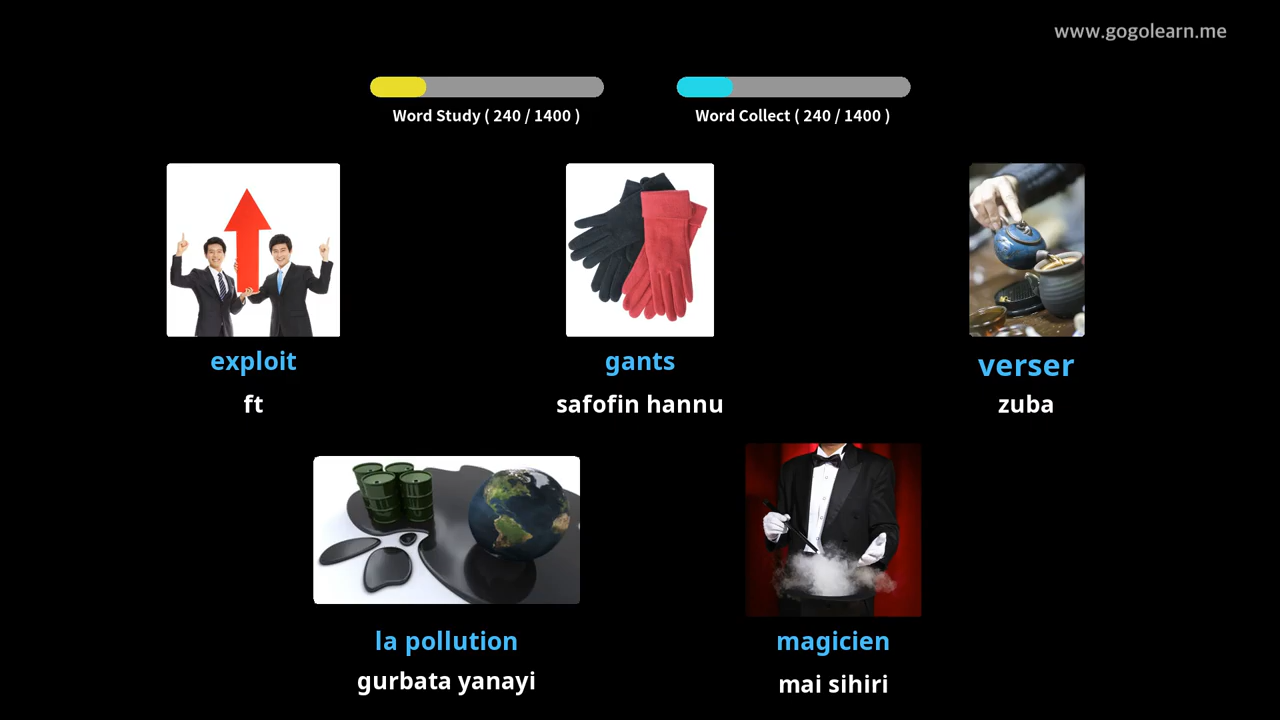 www.gogolearn.me
Word Study ( 240 / 1400 )
Word Collect ( 240 / 1400 )
exploit
ft
gants
safofin hannu
verser
zuba
la pollution
gurbata yanayi
magicien
mai sihiri